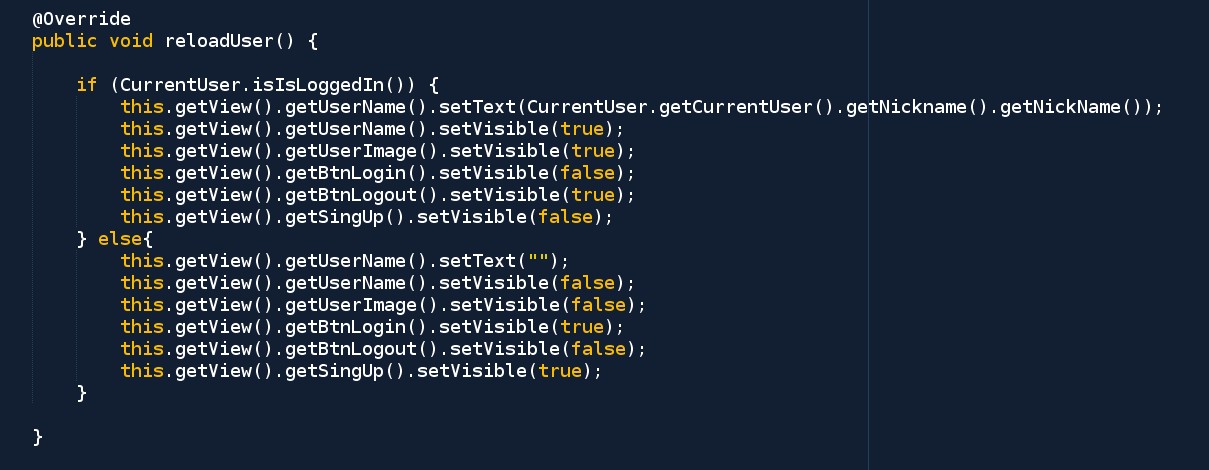 @Override
public void reloadUser() {
if (CurrentUser.isIsLoggedIn()) {
this.getView().getUserName().setText(CurrentUser.getCurrentUser().getNickname().getNickName());
this.getView().getUserName().setVisible(true);
this.getView().getUserImage().setVisible(true);
this.getView().getBtnLogin().setVisible(false);
this.getView().getBtnLogout().setVisible(true);
this.getView().getSingUp().setVisible(false);
} else{
this.getView().getUserName().setText("");
this.getView().getUserName().setVisible(false);
this.getView().getUserImage().setVisible(false);
this.getView().getBtnLogin().setVisible(true);
this.getView().getBtnLogout().setVisible(false);
this.getView().getSingUp().setVisible(true);
}
}